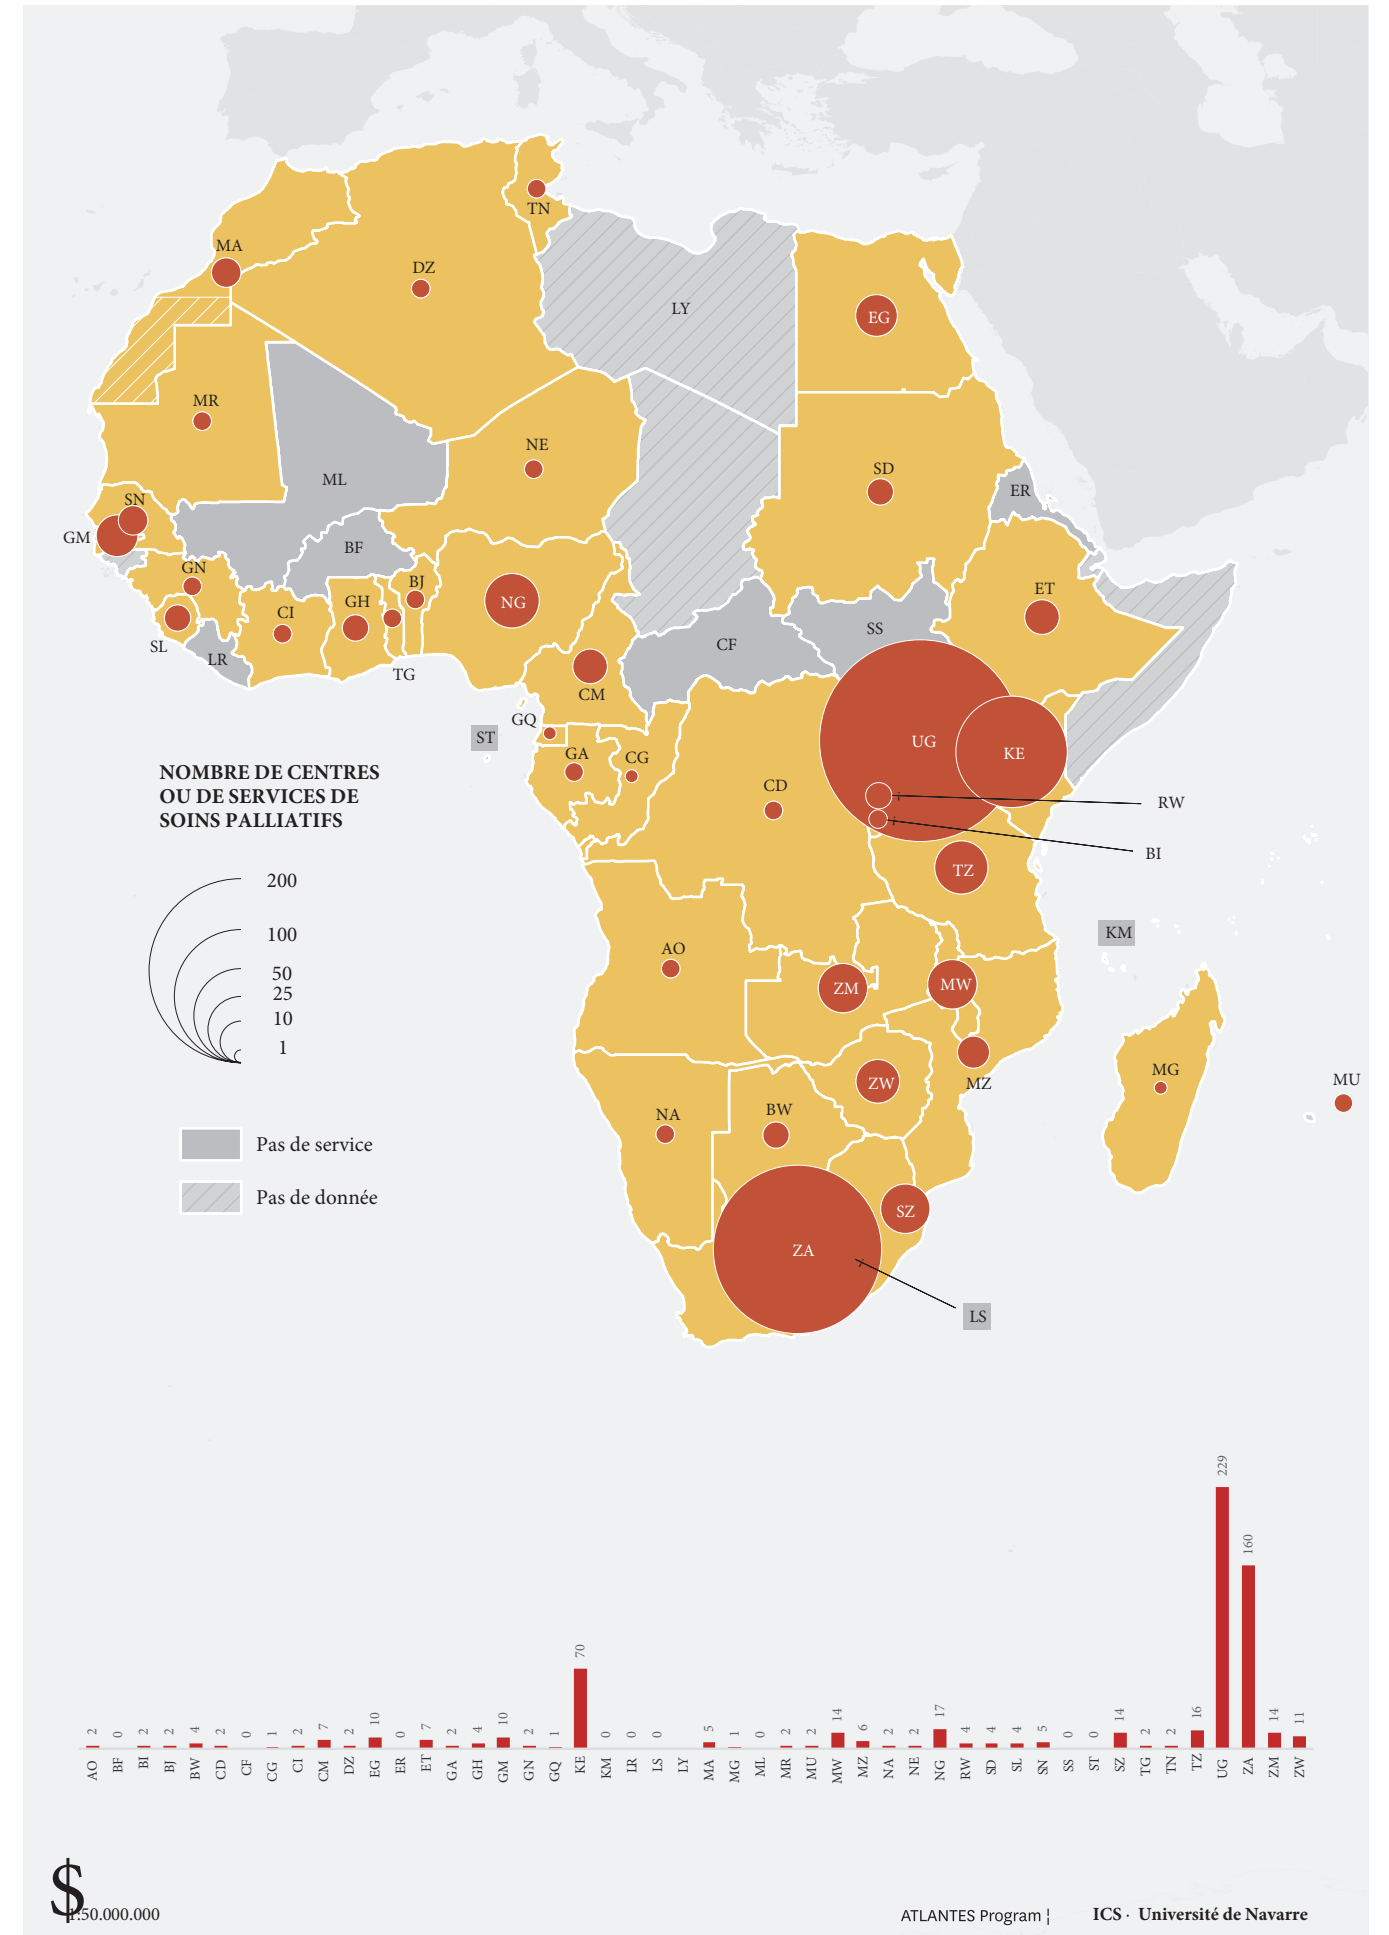 TN
MA
DZ
LY
EG
MR
NE
ML
SD
ER
SN
GM
BF
GN
BJ
ET
CI
GH
NG
SL
LR
SS
CF
TG
CM
GQ
ST
UG
KE
GA
CG
CD
RW
BI
TZ
KM
AO
ZM
MW
MG
MU
ZW
MZ
NA
BW
SZ
ZA
LS
NOMBRE DE CENTRES
OU DE SERVICES DE
SOINS PALLIATIFS
200
100
50
25
10
1
Pas de service
Pas de donnée
2 0 2 2 4 2 0 1 2 7 2 10 0 7 2 4 10 2 1 70 0 0 0 5 1 0 2 2 14 6 2 2 17 4 4 4 5 0 0 14 2 2 16 229 160 14 11
AO BF BI BJ BW CD CF CG CI CM DZ EG ER ET GA GH GM GN GQ KE KM LR LS LY MA MG ML MR MU MW MZ NA NE NG RW SD SL SN SS ST SZ TG TN TZ UG ZA ZM ZW
$
1:50.000.000
ATLANTES Program ¦ ICS · Université de Navarre